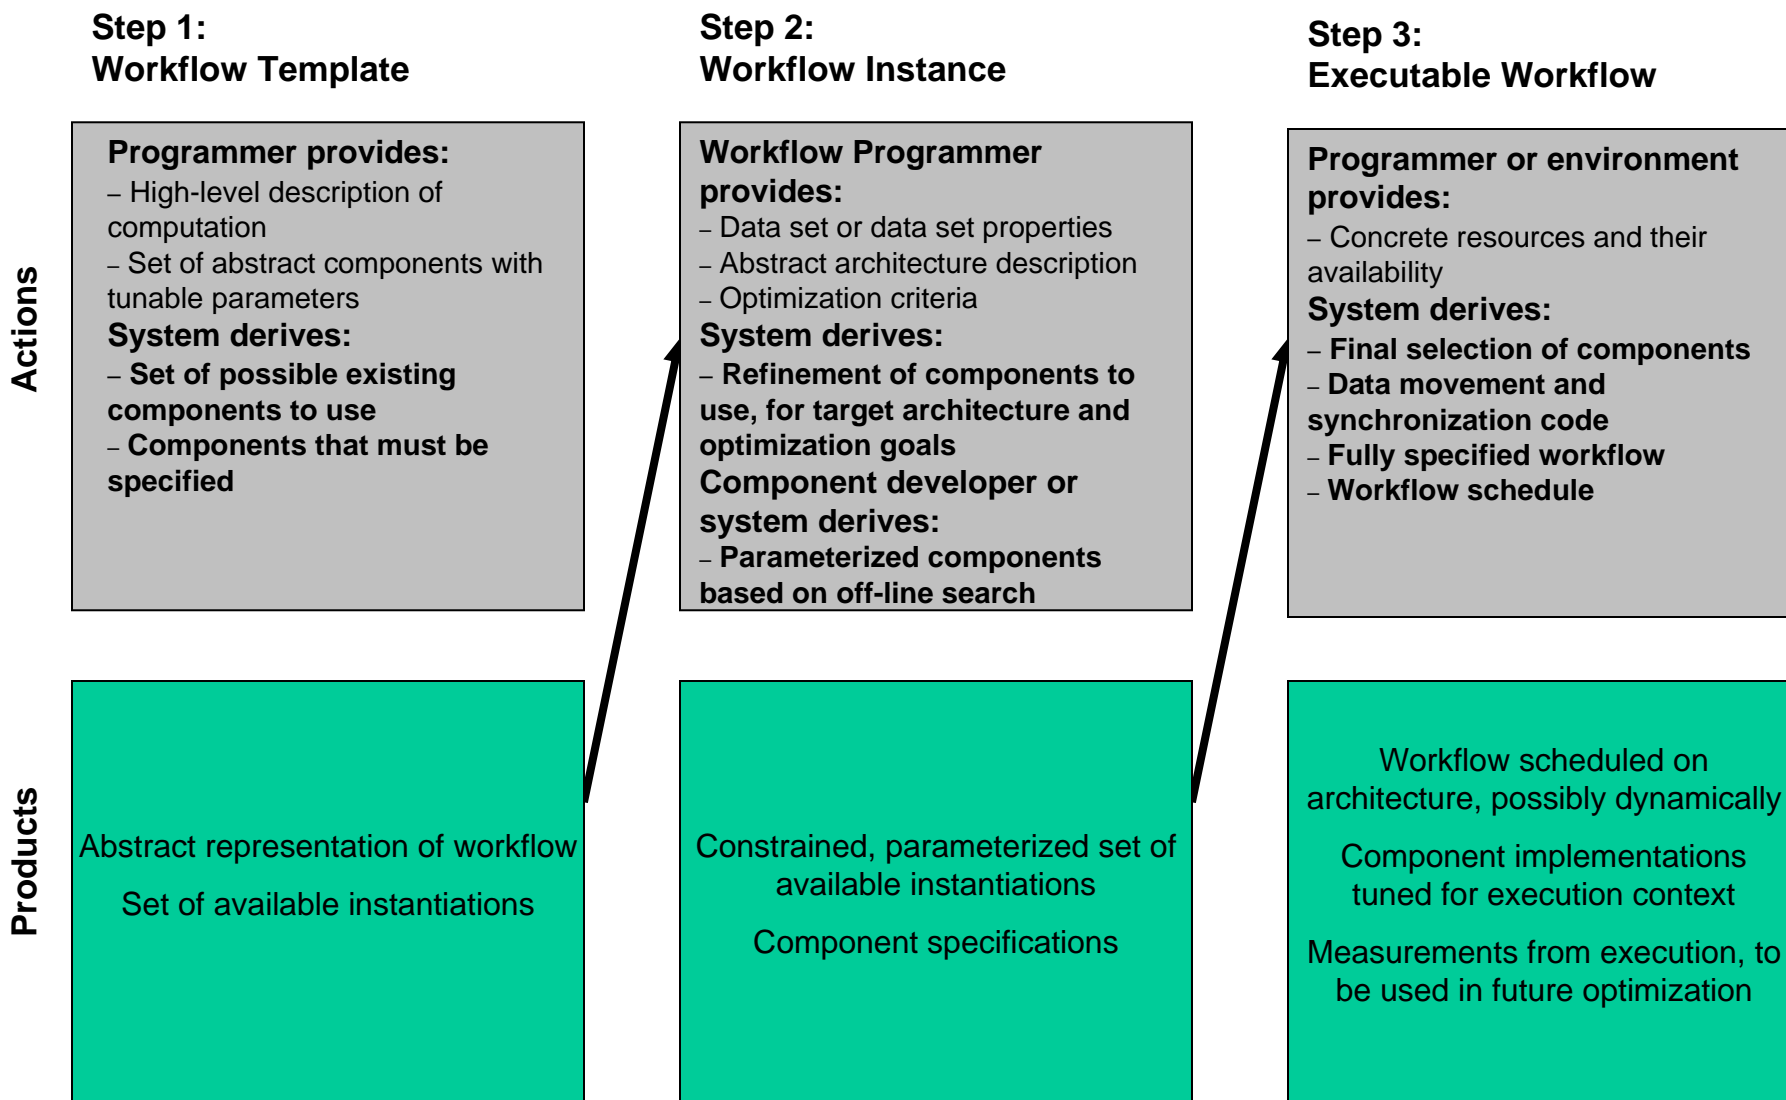 Step 1:
Workflow Template
Step 2:
Workflow Instance
Step 3:
Executable Workflow
Actions
Programmer provides:
– High-level description of
computation
– Set of abstract components with
tunable parameters
System derives:
– Set of possible existing
components to use
– Components that must be
specified
Workflow Programmer
provides:
– Data set or data set properties
– Abstract architecture description
– Optimization criteria
System derives:
– Refinement of components to
use, for target architecture and
optimization goals
Component developer or
system derives:
– Parameterized components
based on off-line search
Programmer or environment
provides:
– Concrete resources and their
availability
System derives:
– Final selection of components
– Data movement and
synchronization code
– Fully specified workflow
– Workflow schedule
Products
Abstract representation of workflow
Set of available instantiations
Constrained, parameterized set of
available instantiations
Component specifications
Workflow scheduled on
architecture, possibly dynamically
Component implementations
tuned for execution context
Measurements from execution, to
be used in future optimization